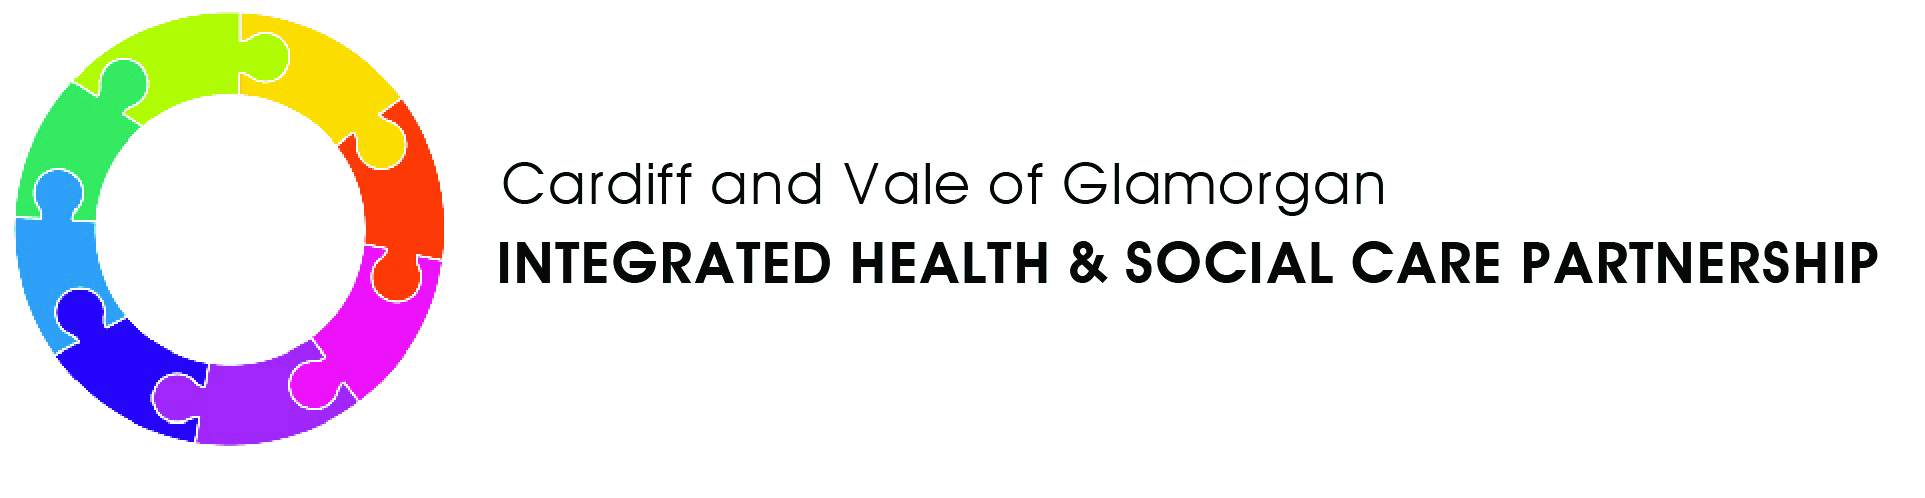 Cardiff and Vale of Glamorgan
INTEGRATED HEALTH & SOCIAL CARE PARTNERSHIP